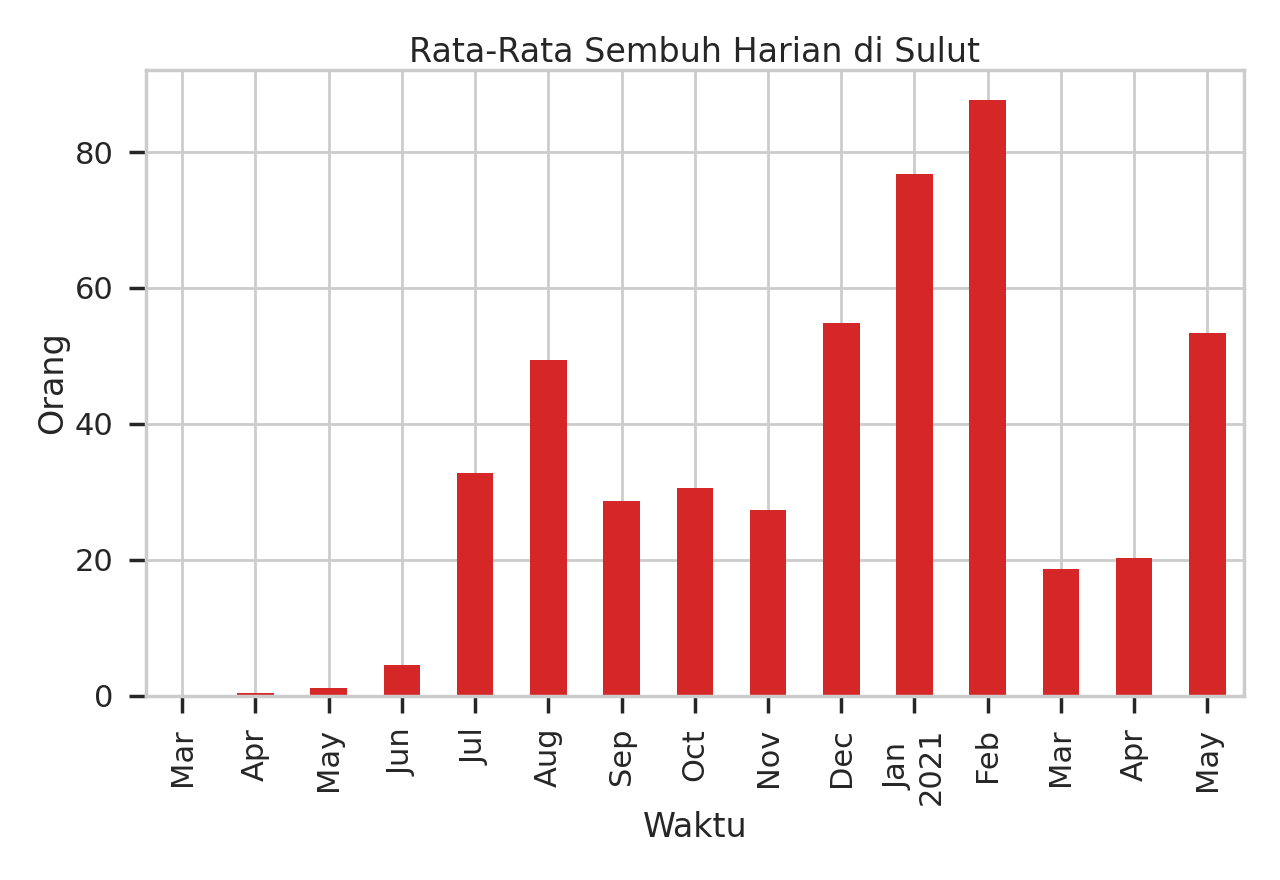 Rata-Rata Sembuh Harian di Sulut
Orang
80
60
40
20
0
Mar
Apr
May
Jun
Jul
Aug
Sep
Oct
Nov
Dec
Jan
2021
Feb
Mar
Apr
May
Waktu